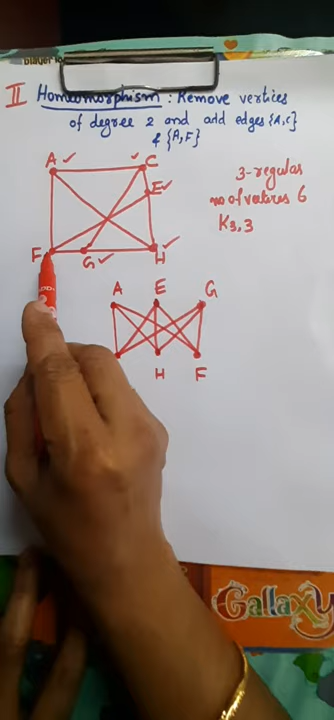 II Homeomorphism : Remove vertices
of degree 2 and add edges {A,C}
& {A,F}
A C
3-regular
E
no of vertices 6
K3,3
F G H
A E G
H F
Gallaxy